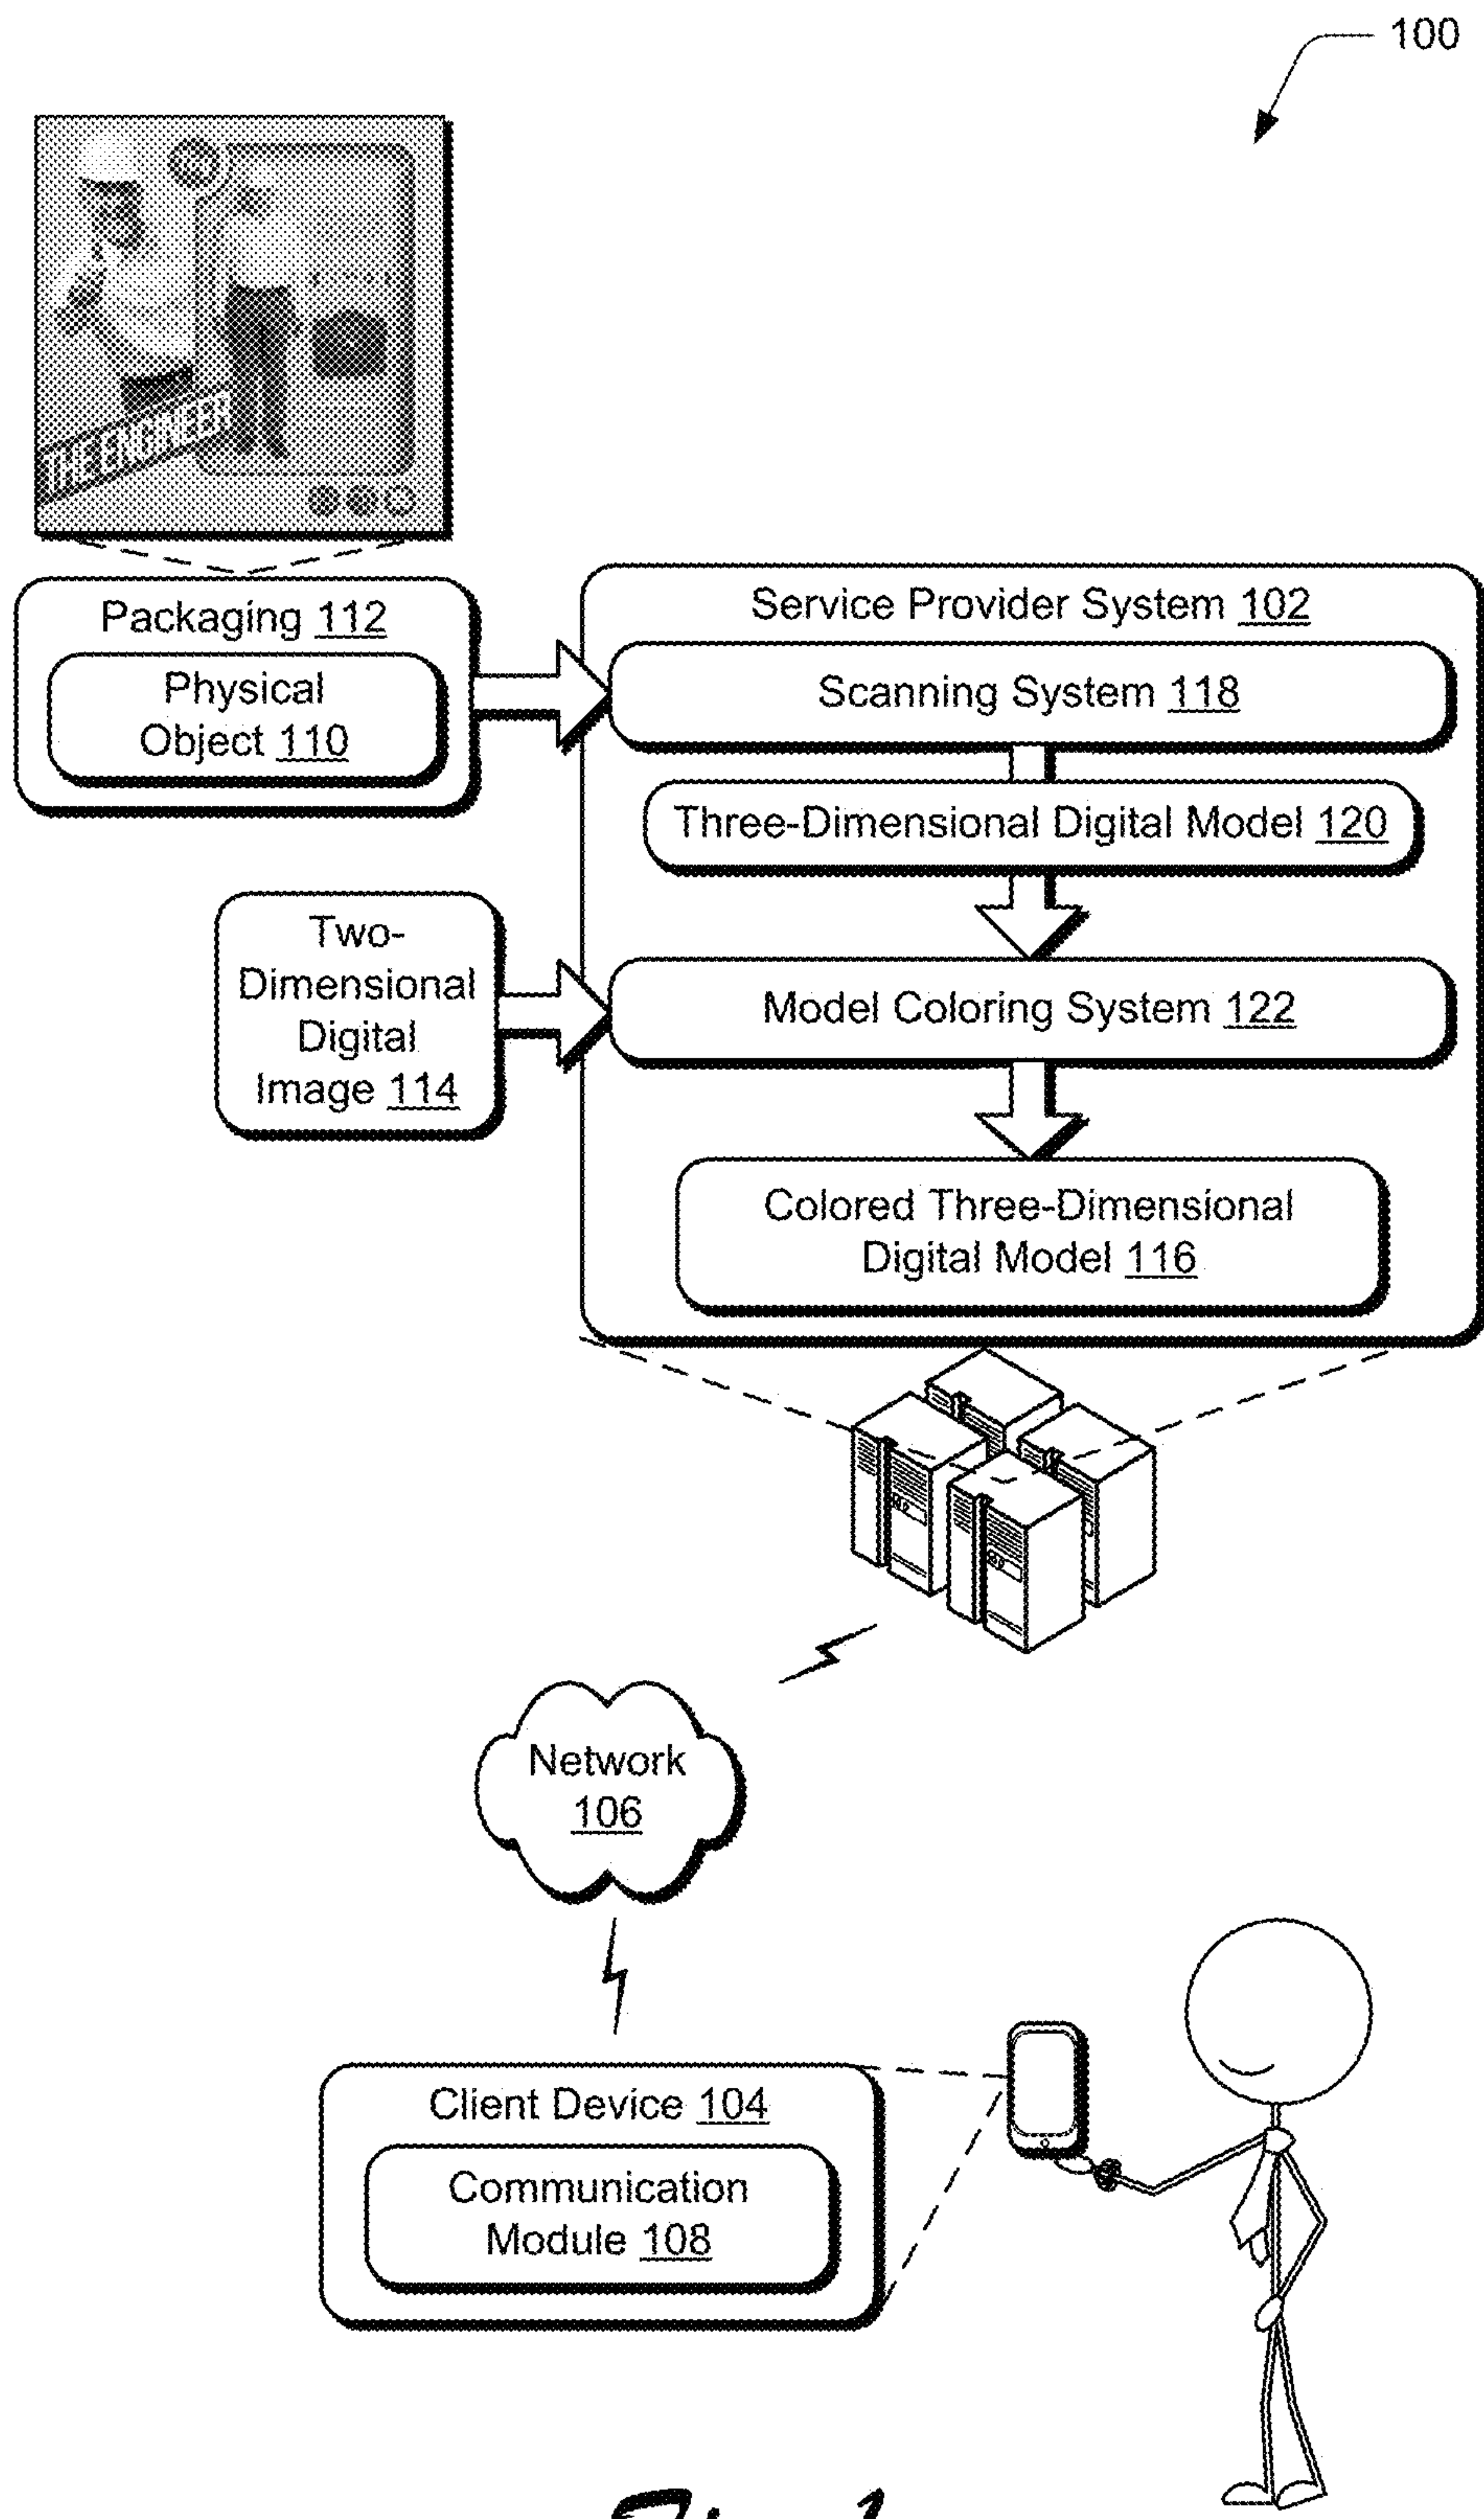 100
THE ENGINEER
Packaging 112
Physical
Object 110
Service Provider System 102
Scanning System 118
Three-Dimensional Digital Model 120
Two-
Dimensional
Digital
Image 114
Model Coloring System 122
Colored Three-Dimensional
Digital Model 116
Network
106
Client Device 104
Communication
Module 108